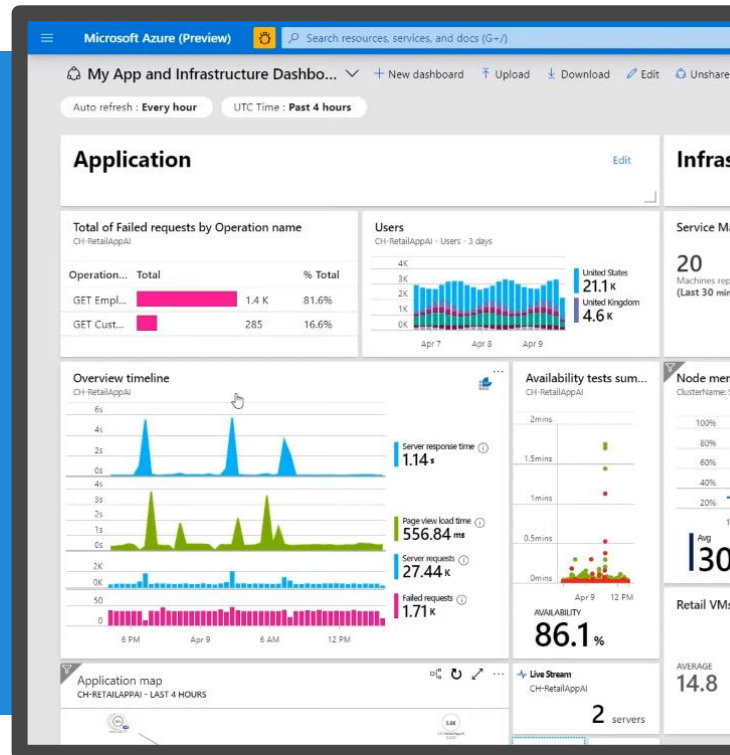 Microsoft Azure (Preview)
Search resources, services, and docs (G+/)
My App and Infrastructure Dashbo...
+ New dashboard
Upload
Download
Edit
Unshare
Auto refresh : Every hour
UTC Time : Past 4 hours
Application
Edit
Infras
Total of Failed requests by Operation name
CH-RetailAppAI
Operation... Total % Total
GET Empl... 1.4 K 81.6%
GET Cust... 285 16.6%
Users
CH-RetailAppAI - Users - 3 days
4K
3K
2K
1K
0K
Apr 7 Apr 8 Apr 9
United States
21.1 K
United Kingdom
4.6 K
Service Ma
20
Machines rep
(Last 30 min
Overview timeline
CH-RetailAppAI
6s
4s
2s
0s
Server response time
1.14 s
4s
3s
2s
1s
0s
Page view load time
556.84 ms
2K
0K
Server requests
27.44 K
50
0
Failed requests
1.71 K
6 PM Apr 9 6 AM 12 PM
Availability tests sum...
CH-RetailAppAI
2mins
1.5mins
1mins
0.5mins
0mins
Apr 9 12 PM
AVAILABILITY
86.1 %
Node mem
ClusterName: S
100%
80%
60%
40%
20%
1
Avg
30
Application map
CH-RETAILAPPAI - LAST 4 HOURS
Live Stream
CH-RetailAppAI
2 servers
Retail VMs
AVERAGE
14.8